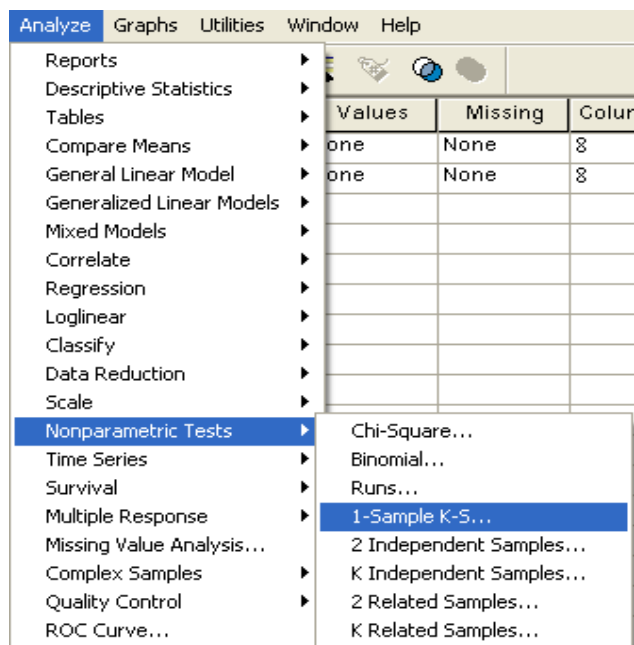 Analyze Graphs Utilities Window Help
Reports
Descriptive Statistics
Tables
Compare Means
General Linear Model
Generalized Linear Models
Mixed Models
Correlate
Regression
Loglinear
Classify
Data Reduction
Scale
Nonparametric Tests
Time Series
Survival
Multiple Response
Missing Value Analysis...
Complex Samples
Quality Control
ROC Curve...
Values Missing Colur
one None 8
one None 8
Chi-Square...
Binomial...
Runs...
1-Sample K-S...
2 Independent Samples...
K Independent Samples...
2 Related Samples...
K Related Samples...